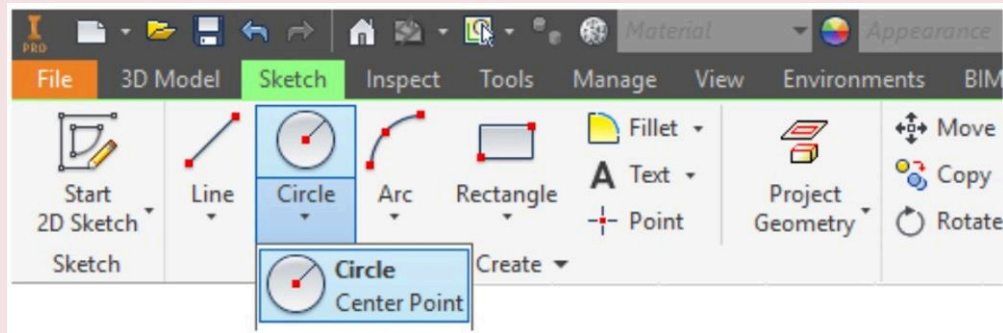 I
PRO
Material
Appearance
File 3D Model Sketch Inspect Tools Manage View Environments BIM
Start
2D Sketch
Line
Circle
Arc
Rectangle
Fillet
A Text
Point
Project
Geometry
Move
Copy
Rotate
Sketch
Create
Circle
Center Point